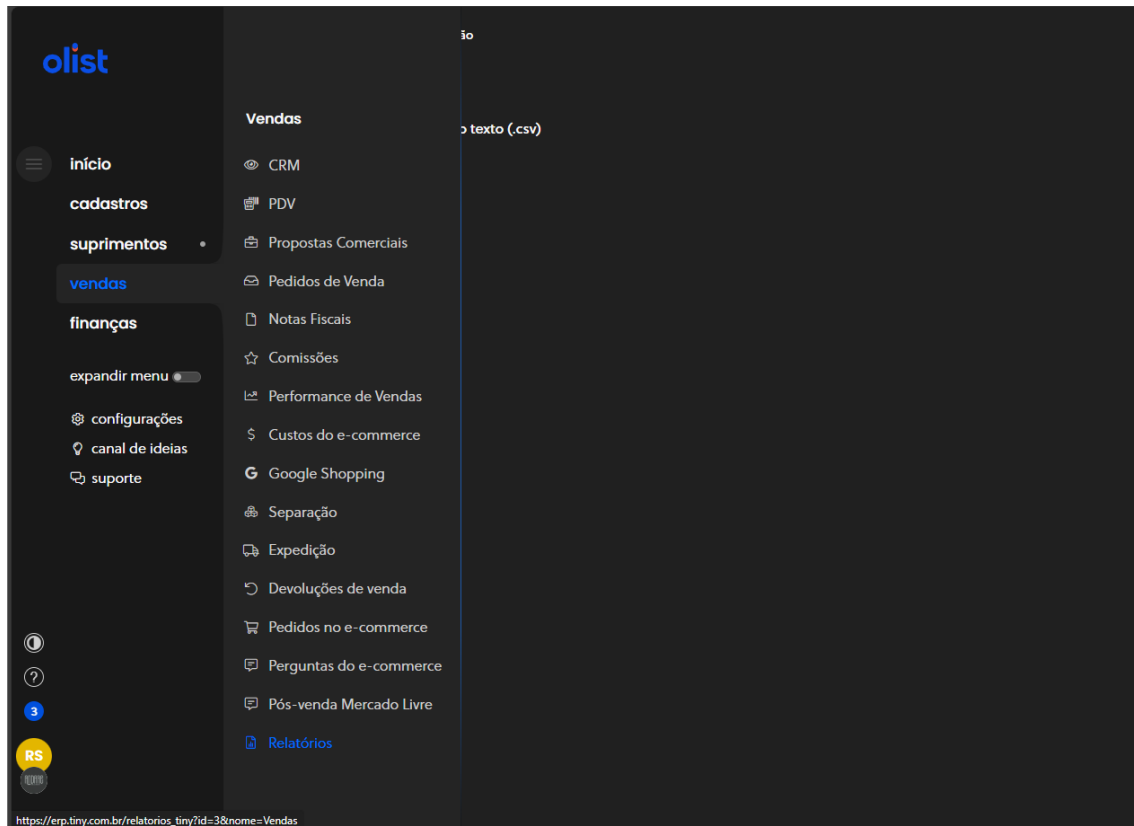 olist
início
cadastros
suprimentos
vendas
finanças
expandir menu
configurações
canal de ideias
suporte
3
RS
Vendas
CRM
PDV
Propostas Comerciais
Pedidos de Venda
Notas Fiscais
Comissões
Performance de Vendas
Custos do e-commerce
Google Shopping
Separação
Expedição
Devoluções de venda
Pedidos no e-commerce
Perguntas do e-commerce
Pós-venda Mercado Livre
Relatórios
ão
o texto (.csv)
https://erp.tiny.com.br/relatorios_tiny?id=3&nome=Vendas